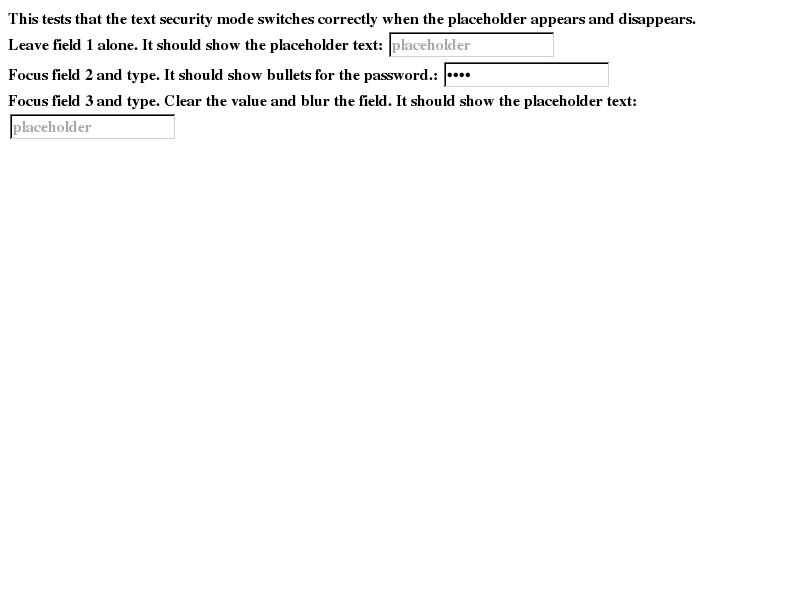 This tests that the text security mode switches correctly when the placeholder appears and disappears.
Leave field 1 alone. It should show the placeholder text: placeholder
Focus field 2 and type. It should show bullets for the password.: ••••
Focus field 3 and type. Clear the value and blur the field. It should show the placeholder text:
placeholder